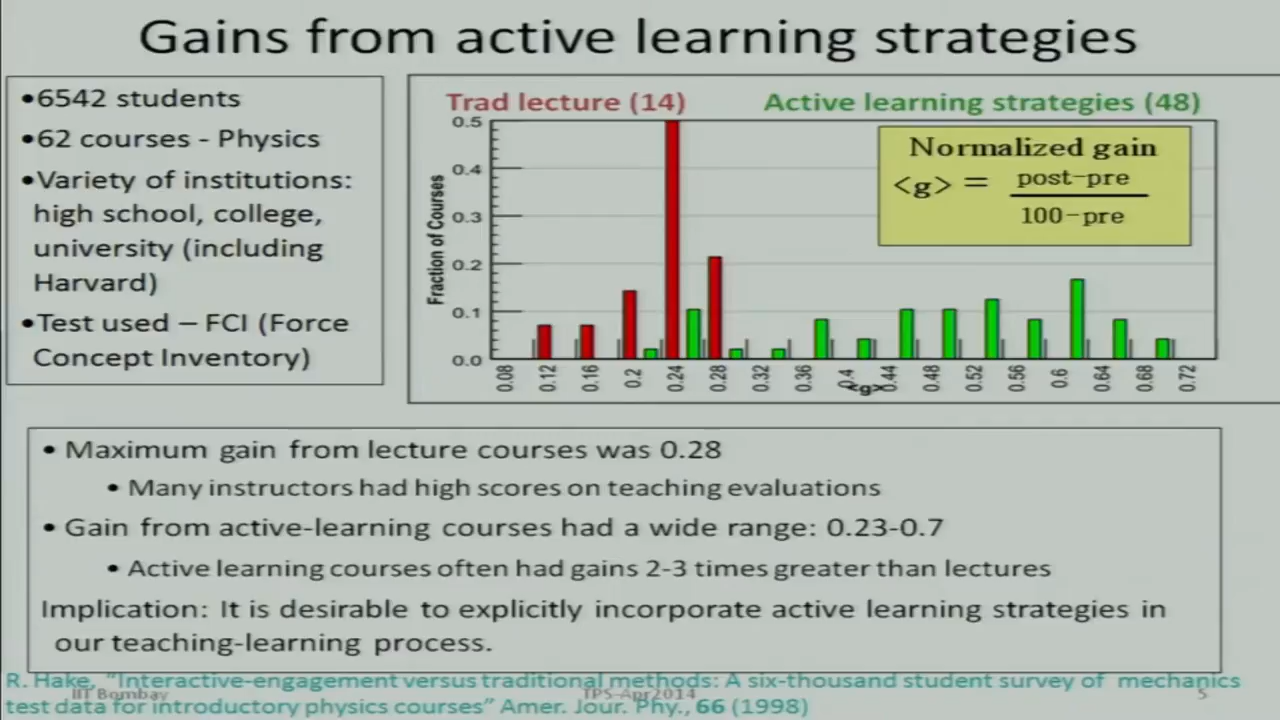 Gains from active learning strategies
•6542 students
•62 courses - Physics
•Variety of institutions:
high school, college,
university (including
Harvard)
•Test used – FCI (Force
Concept Inventory)
Trad lecture (14) Active learning strategies (48)
Normalized gain
<g> = post-pre
100-pre
Fraction of Courses
0.5
0.4
0.3
0.2
0.1
0.0
0.08 0.12 0.16 0.2 0.24 0.28 0.32 0.36 0.4 0.44 0.48 0.52 0.56 0.6 0.64 0.68 0.72
<g>
• Maximum gain from lecture courses was 0.28
• Many instructors had high scores on teaching evaluations
• Gain from active-learning courses had a wide range: 0.23-0.7
• Active learning courses often had gains 2-3 times greater than lectures
Implication: It is desirable to explicitly incorporate active learning strategies in
our teaching-learning process.
R. Hake, "Interactive-engagement versus traditional methods: A six-thousand student survey of mechanics
IIT Bombay TPS-Apr2014 5
test data for introductory physics courses" Amer. Jour. Phy., 66 (1998)